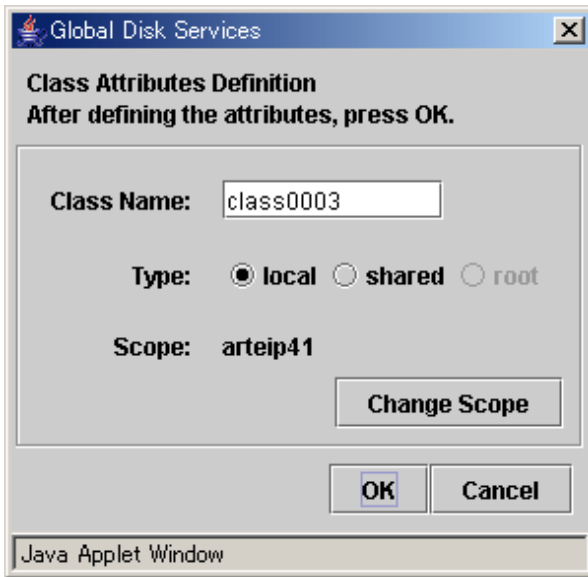 Global Disk Services
Class Attributes Definition
After defining the attributes, press OK.
Class Name: class0003
Type: local shared root
Scope: arteip41
Change Scope
OK Cancel
Java Applet Window